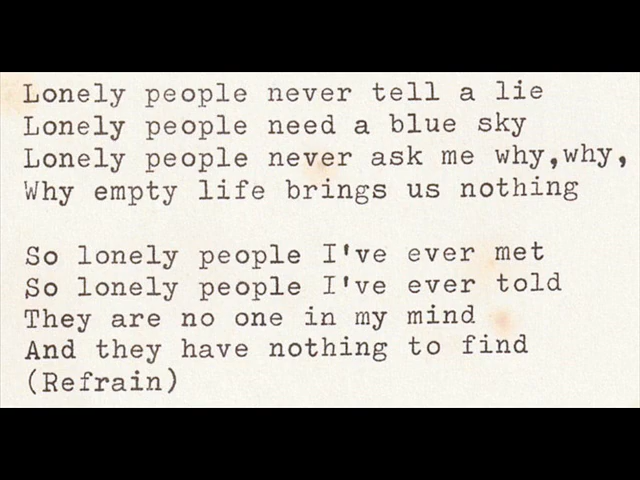 Lonely people never tell a lie
Lonely people need a blue sky
Lonely people never ask me why,why,
Why empty life brings us nothing
So lonely people I've ever met
So lonely people I've ever told
They are no one in my mind
And they have nothing to find
(Refrain)